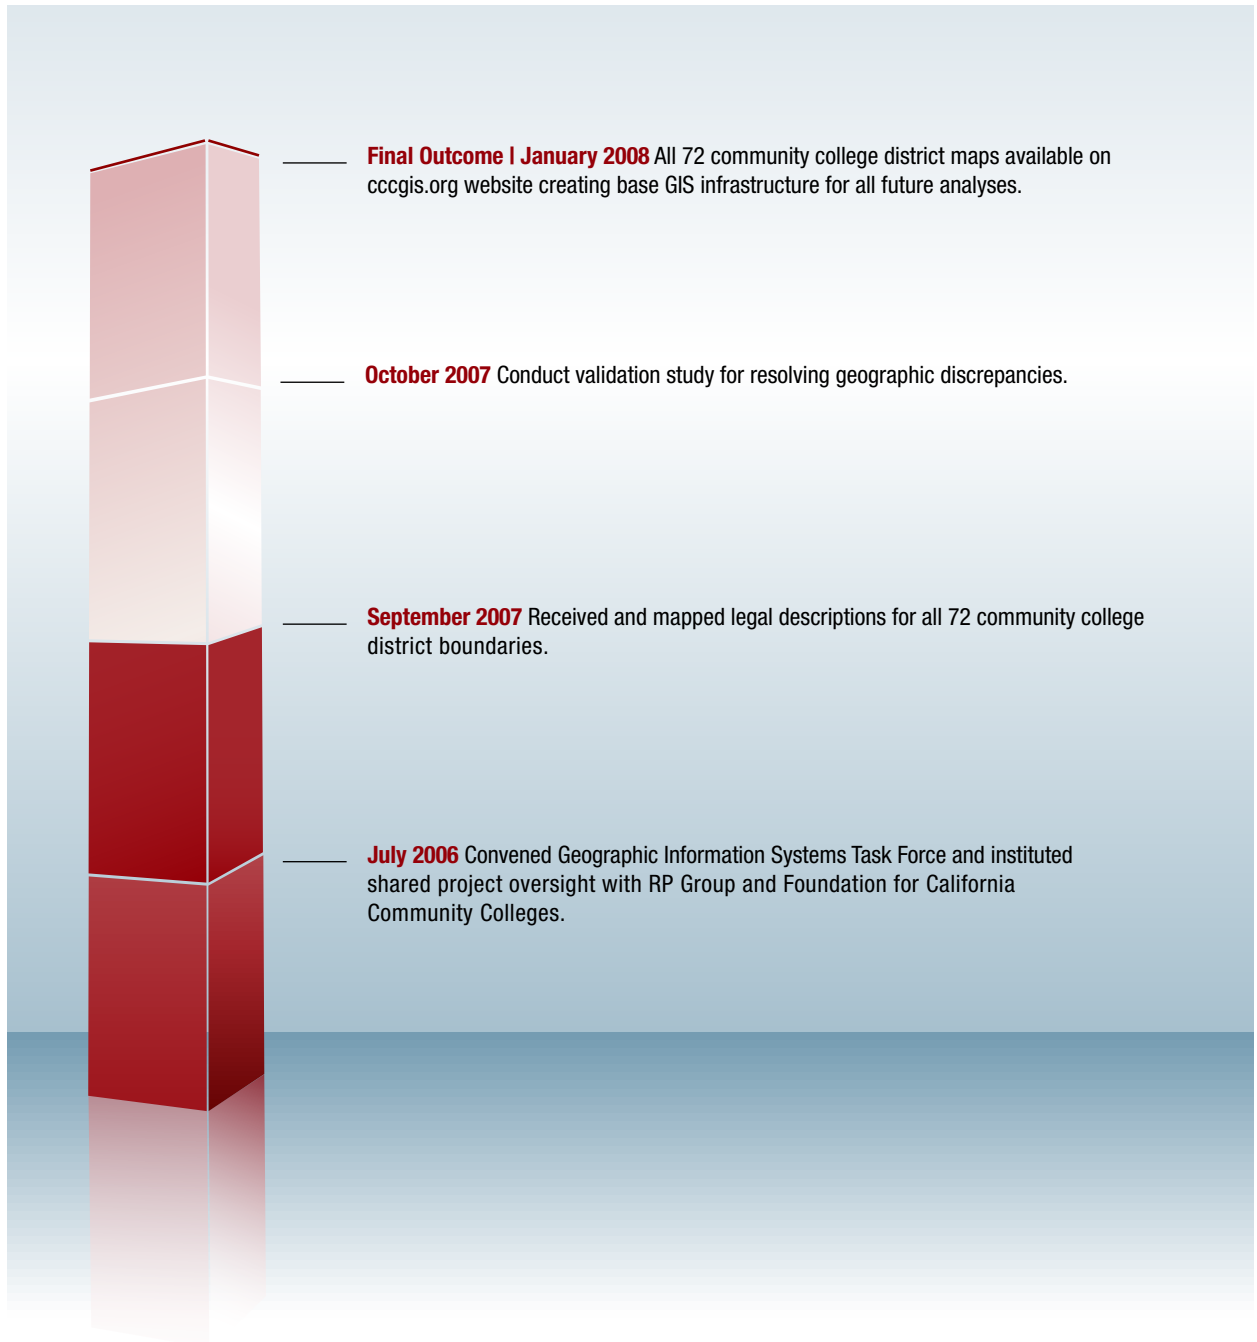 Final Outcome | January 2008 All 72 community college district maps available on
cccgis.org website creating base GIS infrastructure for all future analyses.
October 2007 Conduct validation study for resolving geographic discrepancies.
September 2007 Received and mapped legal descriptions for all 72 community college
district boundaries.
July 2006 Convened Geographic Information Systems Task Force and instituted
shared project oversight with RP Group and Foundation for California
Community Colleges.